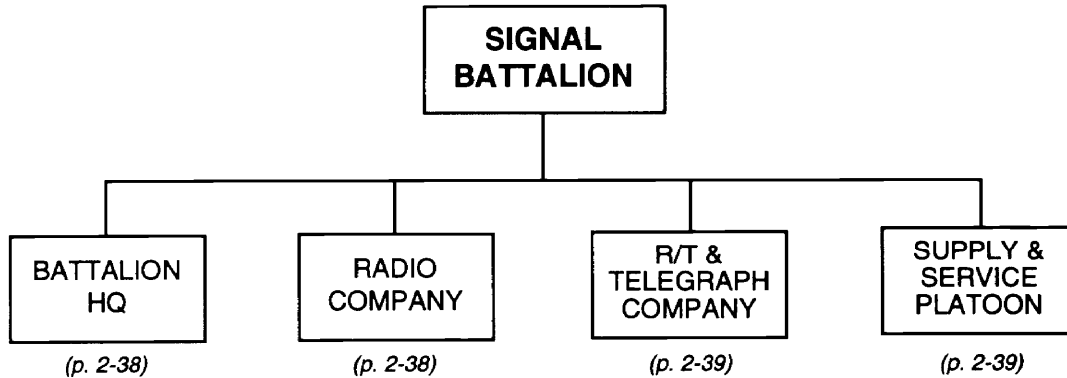 SIGNAL
BATTALION
BATTALION
HQ
(p. 2-38)
RADIO
COMPANY
(p. 2-38)
R/T &
TELEGRAPH
COMPANY
(p. 2-39)
SUPPLY &
SERVICE
PLATOON
(p. 2-39)